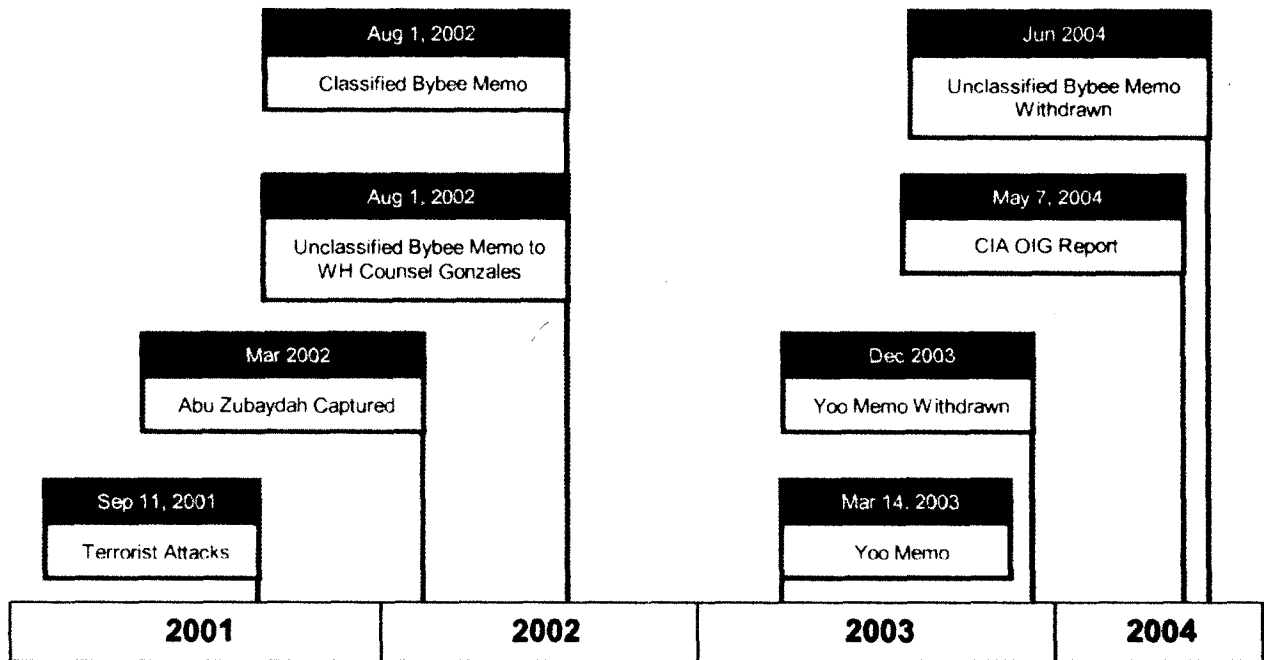 Aug 1, 2002
Classified Bybee Memo
Jun 2004
Unclassified Bybee Memo
Withdrawn
Aug 1, 2002
Unclassified Bybee Memo to
WH Counsel Gonzales
May 7, 2004
CIA OIG Report
Mar 2002
Abu Zubaydah Captured
Dec 2003
Yoo Memo Withdrawn
Sep 11, 2001
Terrorist Attacks
Mar 14. 2003
Yoo Memo
2001
2002
2003
2004